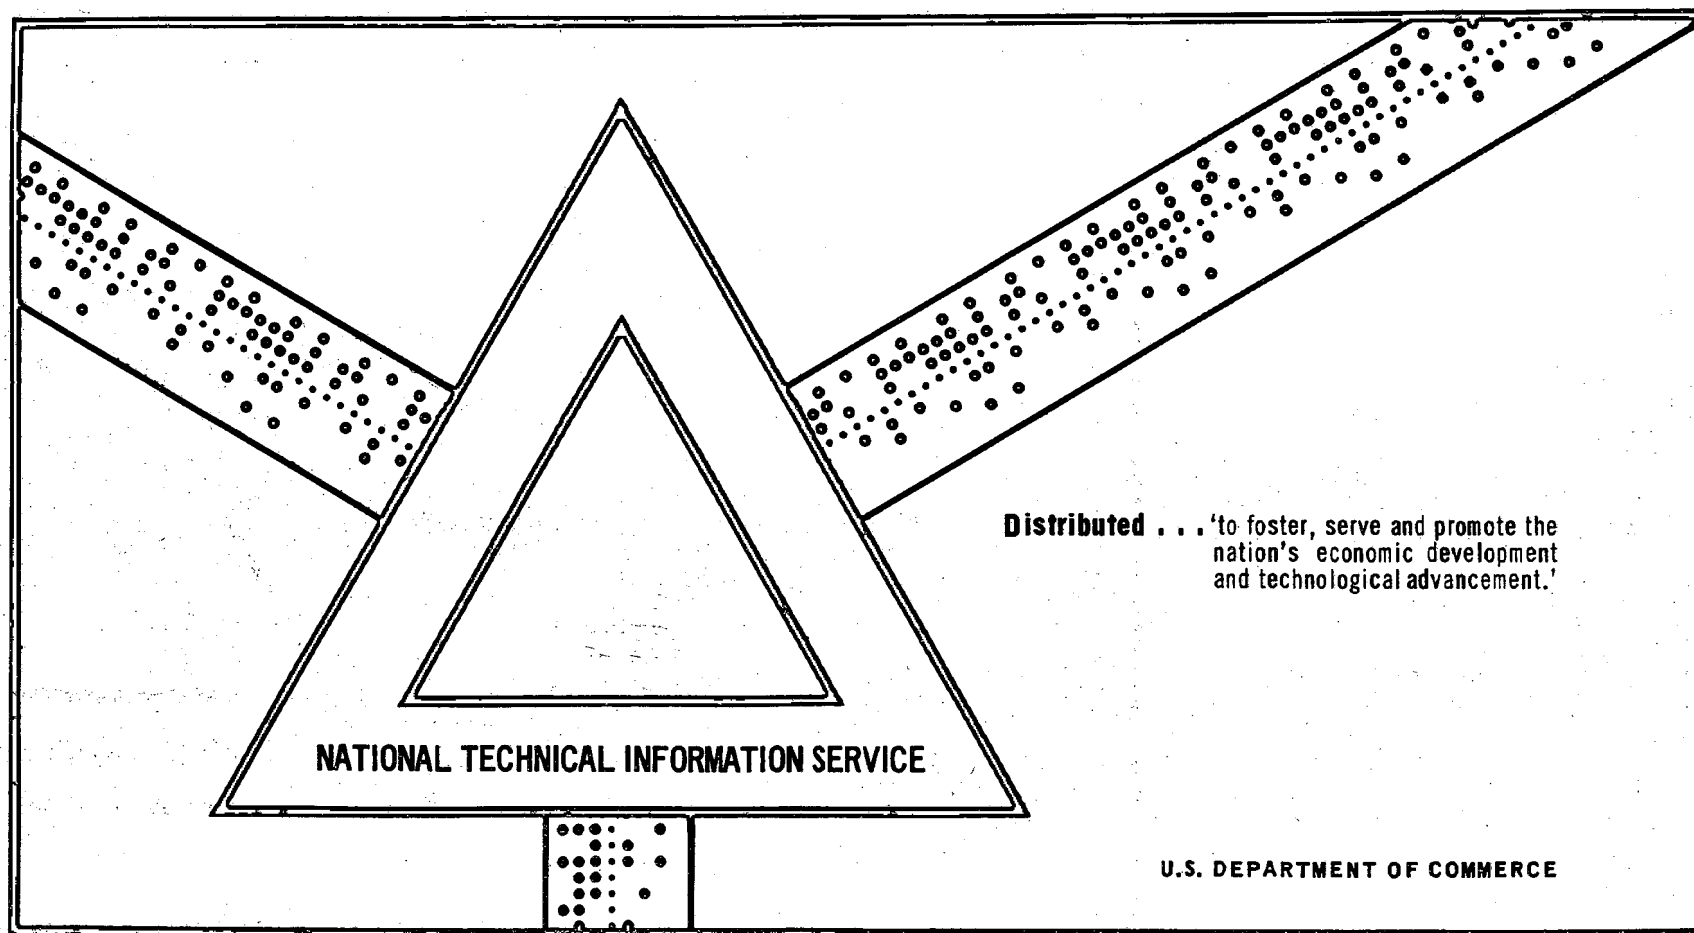 Distributed . . . ‘to foster, serve and promote the
nation's economic development
and technological advancement.’
NATIONAL TECHNICAL INFORMATION SERVICE
U.S. DEPARTMENT OF COMMERCE